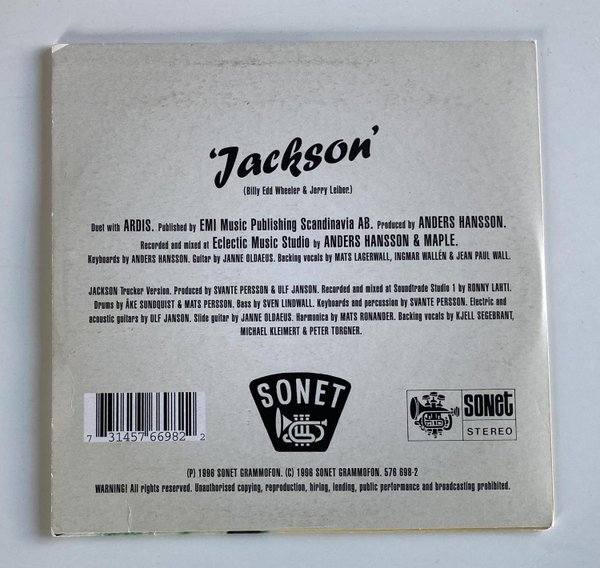 'Jackson'
(Billy Edd Wheeler & Jerry Leiber.)
Duet with ARDIS. Published by EMI Music Publishing Scandinavia AB. Produced by ANDERS HANSSON.
Recorded and mixed at Eclectic Music Studio by ANDERS HANSSON & MAPLE.
Keyboards by ANDERS HANSSON. Guitar by JANNE OLDAEUS. Backing vocals by MATS LAGERWALL, INGMAR WALLÉN & JEAN PAUL WALL.
JACKSON Trucker Version. Produced by SVANTE PERSSON & ULF JANSON. Recorded and mixed at Soundtrade Studio 1 by RONNY LAHTI.
Drums by ÅKE SUNDQUIST & MATS PERSSON. Bass by SVEN LINDWALL. Keyboards and percussion by SVANTE PERSSON. Electric and
acoustic guitars by ULF JANSON. Slide guitar by JANNE OLDAEUS. Harmonica by MATS RONANDER. Backing vocals by KJELL SEGEBRANT,
MICHAEL KLEIMERT & PETER TORGNER.
SONET
sonet
STEREO
7 31457 66982 2
(P) 1998 SONET GRAMMOFON. (C) 1998 SONET GRAMMOFON. 576 698-2
WARNING! All rights reserved. Unauthorised copying, reproduction, hiring, lending, public performance and broadcasting prohibited.